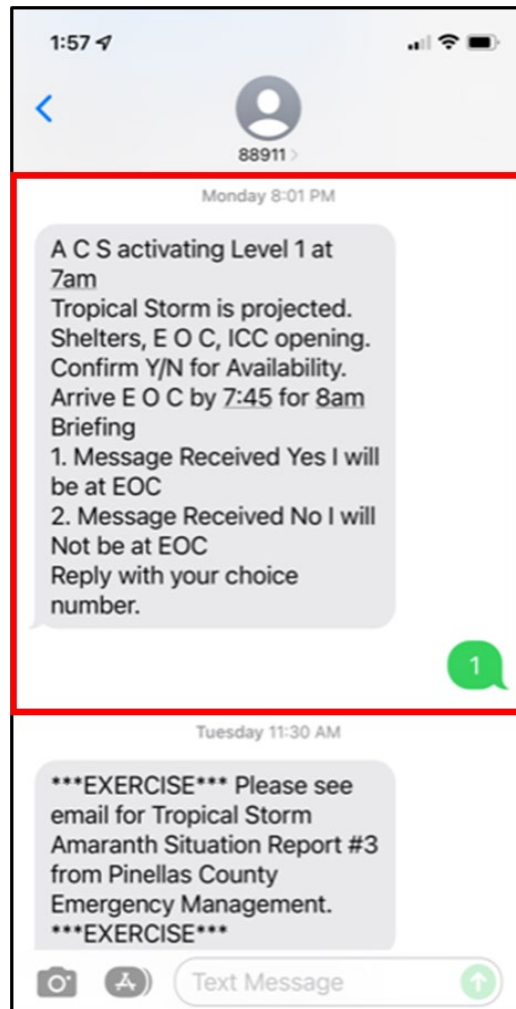 1:57
88911
Monday 8:01 PM
A C S activating Level 1 at
7am
Tropical Storm is projected.
Shelters, E O C, ICC opening.
Confirm Y/N for Availability.
Arrive E O C by 7:45 for 8am
Briefing
1. Message Received Yes I will
be at EOC
2. Message Received No I will
Not be at EOC
Reply with your choice
number.
1
Tuesday 11:30 AM
***EXERCISE*** Please see
email for Tropical Storm
Amaranth Situation Report #3
from Pinellas County
Emergency Management.
***EXERCISE***
Text Message